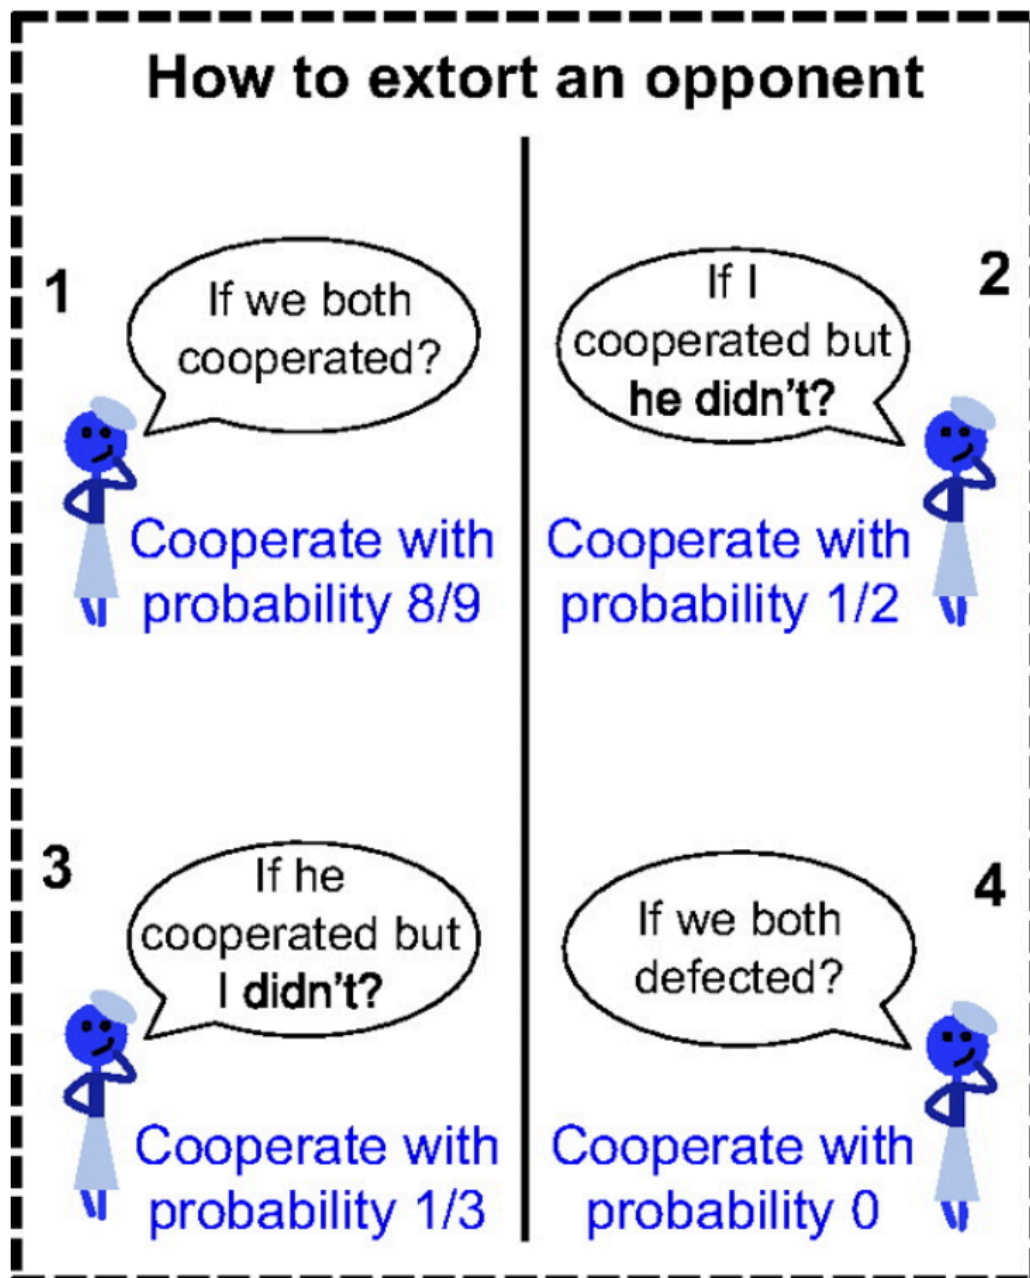 How to extort an opponent
1
If we both
cooperated?
Cooperate with
probability 8/9
2
If I
cooperated but
he didn't?
Cooperate with
probability 1/2
3
If he
cooperated but
I didn't?
Cooperate with
probability 1/3
4
If we both
defected?
Cooperate with
probability 0